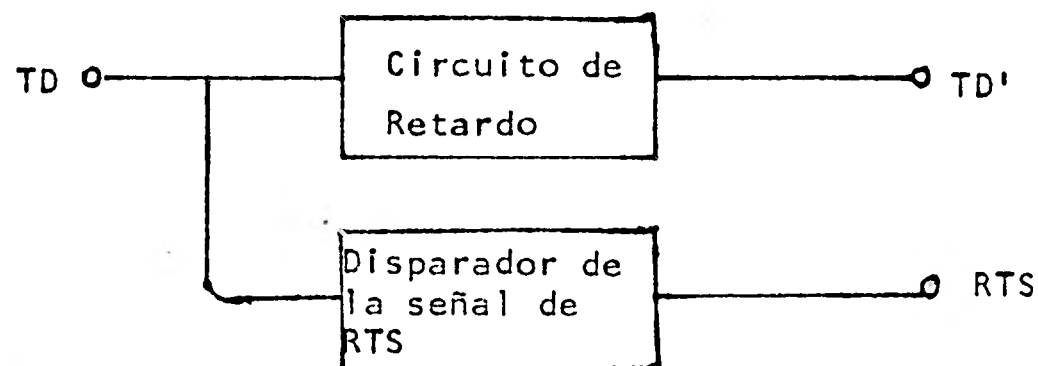 TD
Circuito de
Retardo
TD'
Disparador de
la señal de
RTS
RTS